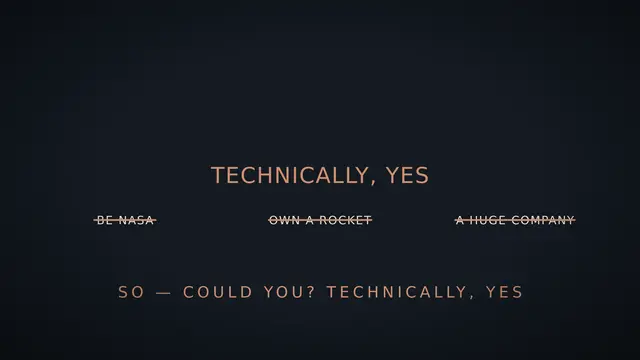 TECHNICALLY, YES
BE NASA OWN A ROCKET A HUGE COMPANY
SO — COULD YOU? TECHNICALLY, YES